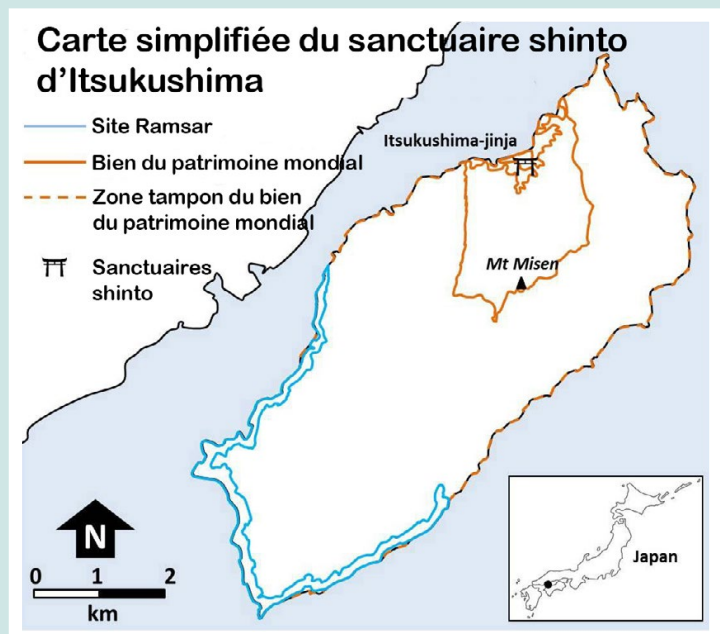 Carte simplifiée du sanctuaire shinto
d'Itsukushima
Site Ramsar
Bien du patrimoine mondial
Zone tampon du bien
du patrimoine mondial
Sanctuaires
shinto
Itsukushima-jinja
Mt Misen
N
0 1 2
km
Japan